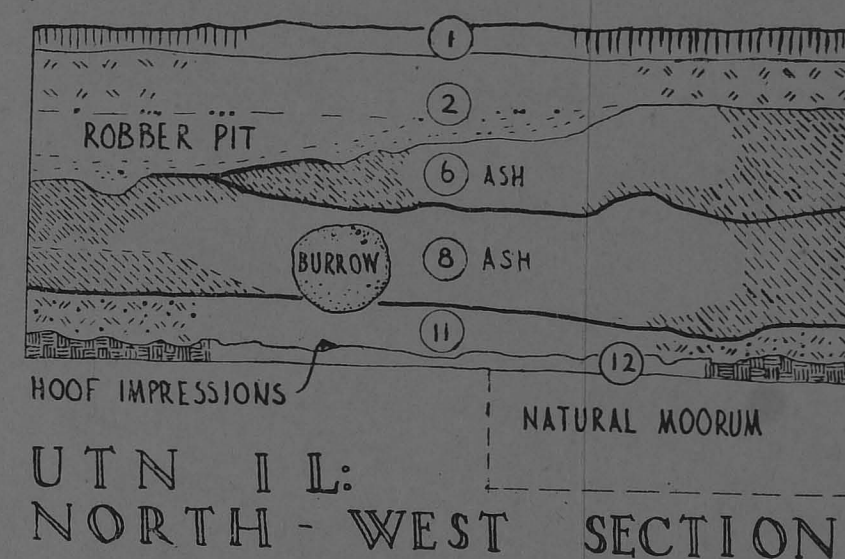 1
2
ROBBER PIT
6 ASH
BURROW
8 ASH
11
12
HOOF IMPRESSIONS
NATURAL MOORUM
UTN I L:
NORTH-WEST SECTION